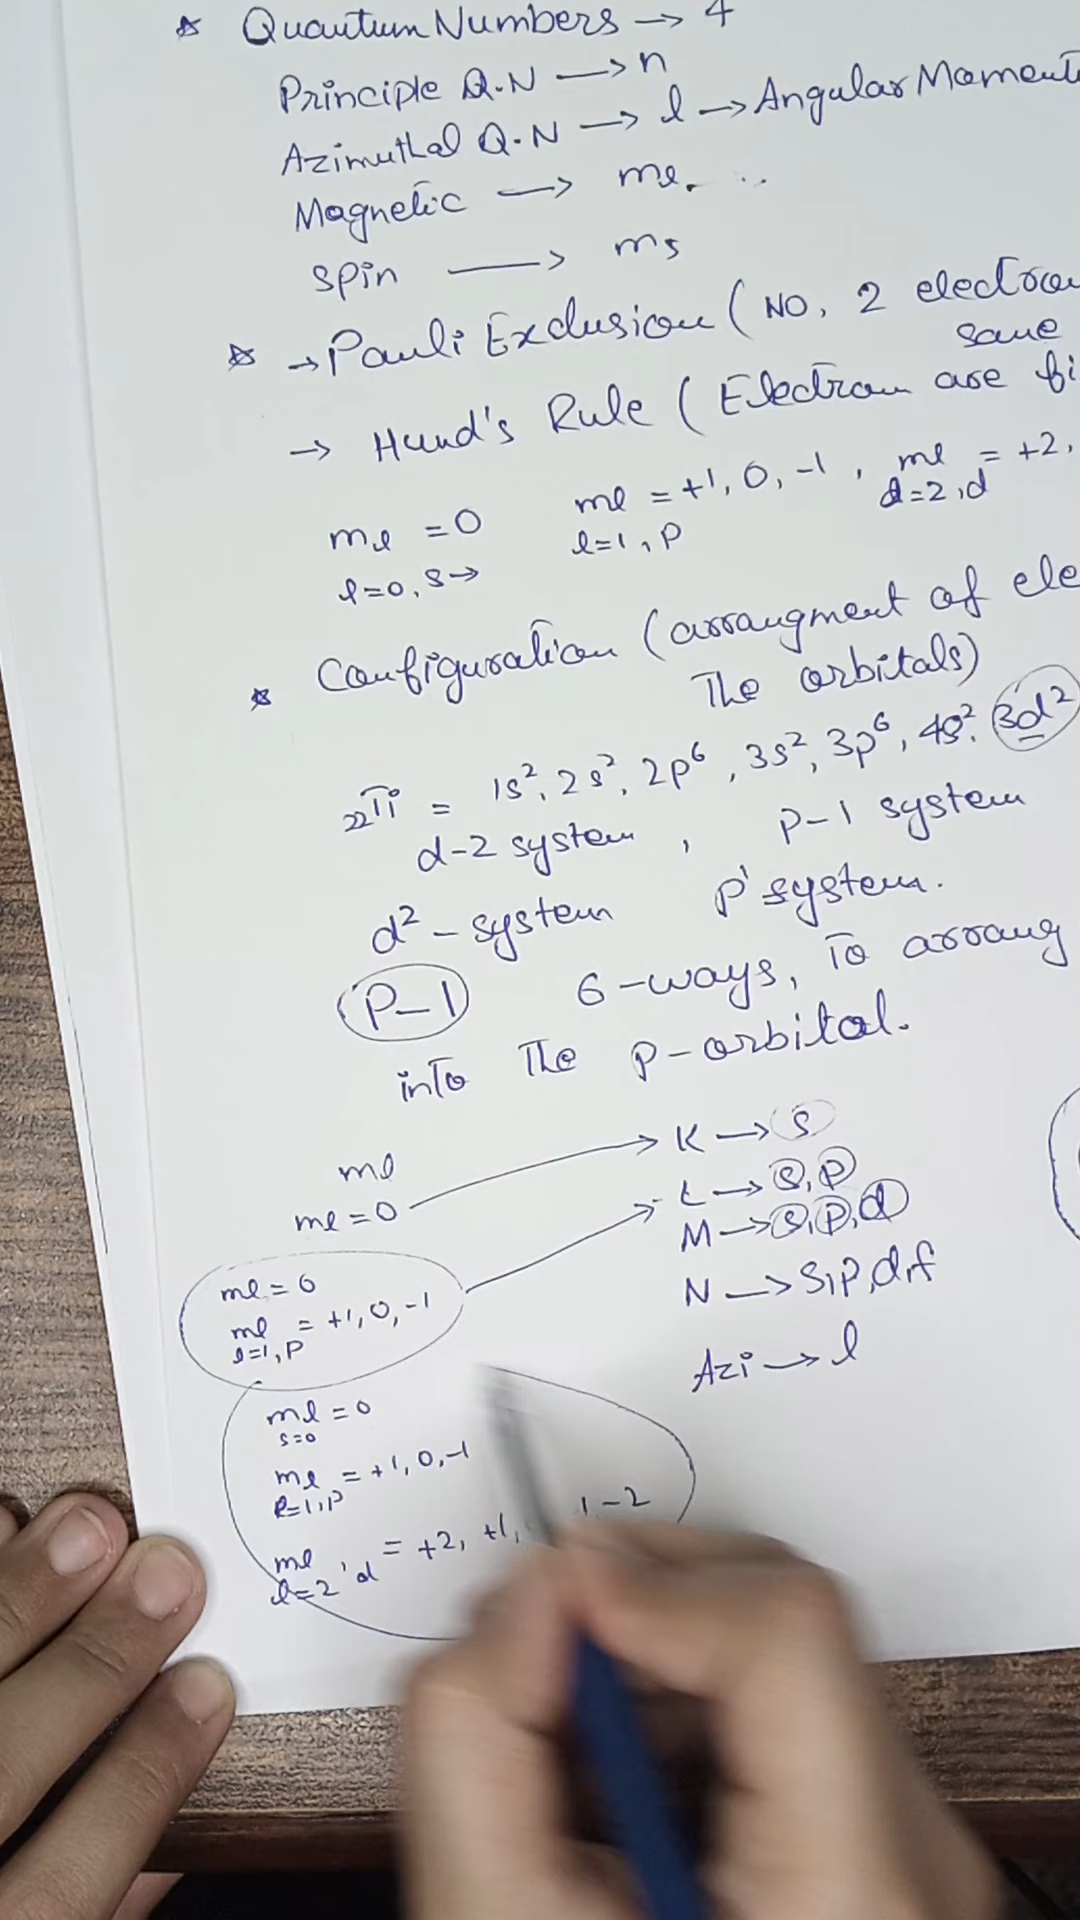 ☆ Quantum Numbers → 4
Principle Q.N → n
Azimuthal Q.N → l → Angular Moment
Magnetic → ml. ..
spin → ms
☆ → Pauli Exclusion (NO, 2 electron
same
→ Hund's Rule (Electron are fi
ml = 0 ml = +1, 0, -1 , ml = +2,
l=0, s→ l=1, P l=2, d
☆ Configuration (arrangment of ele
The orbitals)
22Ti = 1s², 2s², 2p⁶, 3s², 3p⁶, 4s², 3d²
d-2 system , P-1 system
d² - system p¹ system.
P-1 6-ways, To arrang
into The p-orbital.
ml K → s
ml = 0 L → s, p
M → s, p, d
ml = 0 N → s, p, d, f
ml = +1, 0, -1
l=1, P
Azi → l
ml = 0
s=0
ml = +1, 0, -1
l=1, P
ml = +2, +1, 1, -2
l=2, d